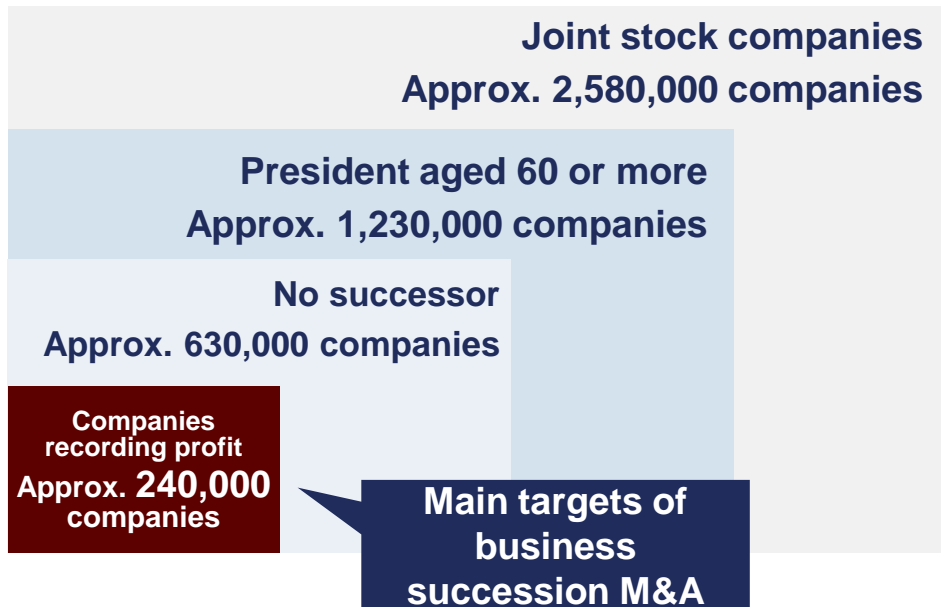 Joint stock companies
Approx. 2,580,000 companies
President aged 60 or more
Approx. 1,230,000 companies
No successor
Approx. 630,000 companies
Companies
recording profit
Approx. 240,000
companies
Main targets of
business
succession M&A